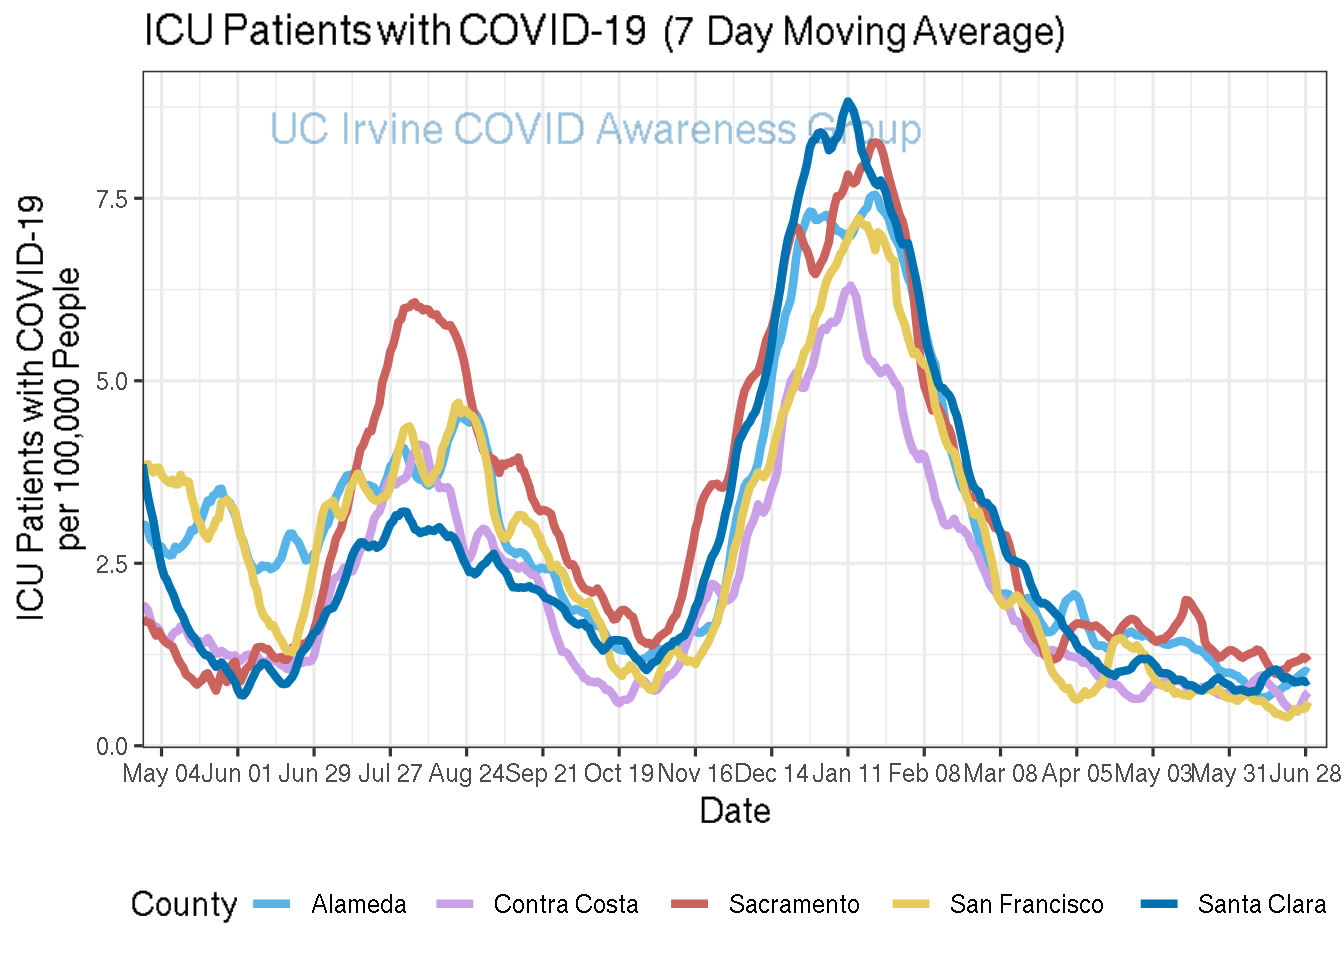 ICU Patients with COVID-19 (7 Day Moving Average)
UC Irvine COVID Awareness Group
ICU Patients with COVID-19
per 100,000 People
7.5
5.0
2.5
0.0
May 04 Jun 01 Jun 29 Jul 27 Aug 24 Sep 21 Oct 19 Nov 16 Dec 14 Jan 11 Feb 08 Mar 08 Apr 05 May 03 May 31 Jun 28
Date
County Alameda Contra Costa Sacramento San Francisco Santa Clara